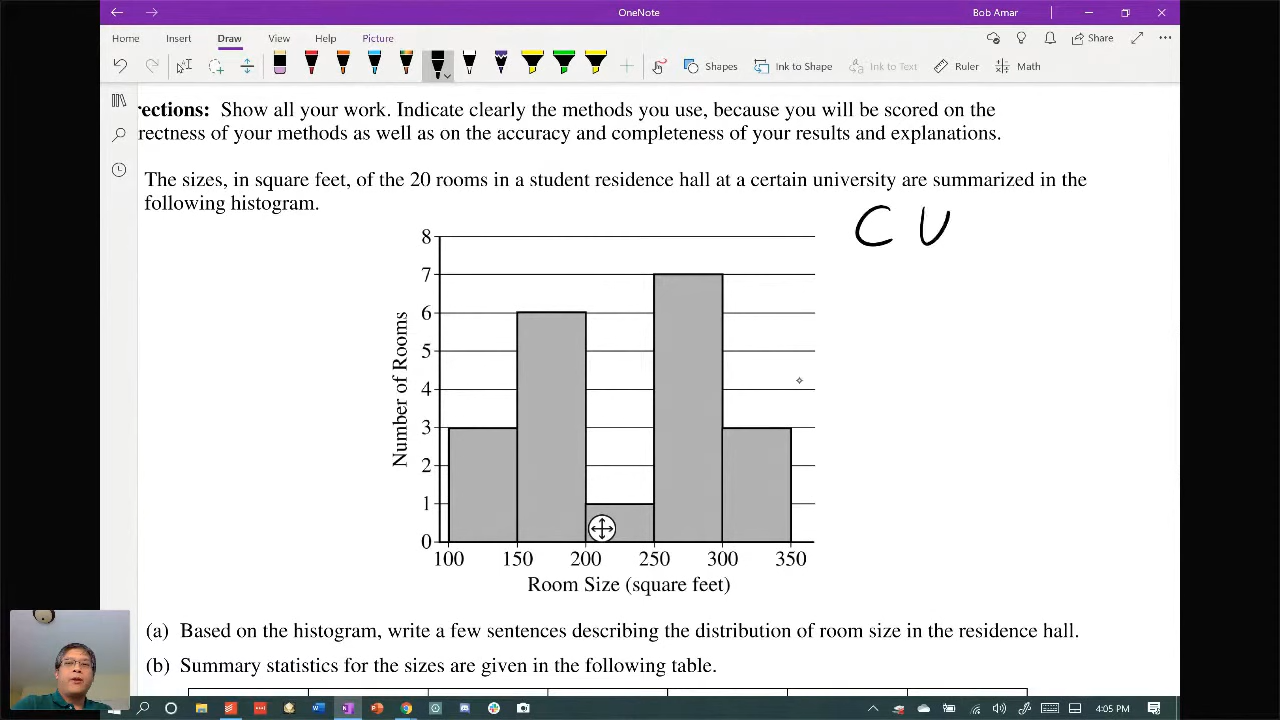 OneNote
Bob Amar
Home Insert Draw View Help Picture Share
Shapes Ink to Shape Ink to Text Ruler Math
rections: Show all your work. Indicate clearly the methods you use, because you will be scored on the
rectness of your methods as well as on the accuracy and completeness of your results and explanations.
The sizes, in square feet, of the 20 rooms in a student residence hall at a certain university are summarized in the
following histogram.
C U
8
7
6
5
4
3
2
1
0
Number of Rooms
100 150 200 250 300 350
Room Size (square feet)
(a) Based on the histogram, write a few sentences describing the distribution of room size in the residence hall.
(b) Summary statistics for the sizes are given in the following table.
4:05 PM